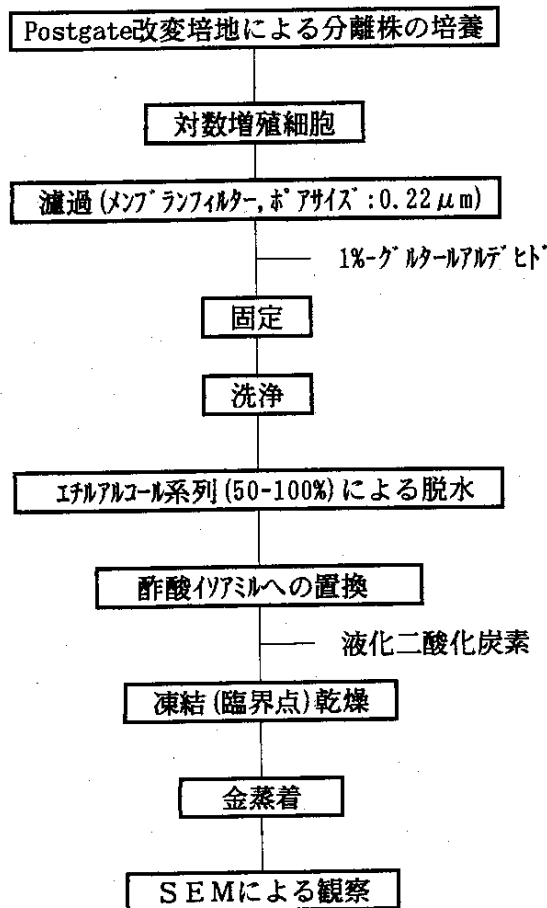 Postgate改変培地による分離株の培養
対数増殖細胞
濾過(ﾒﾝﾌﾞﾗﾝﾌｨﾙﾀｰ,ﾎﾟｱｻｲｽﾞ:0.22μm)
1%-ｸﾞﾙﾀｰﾙｱﾙﾃﾞﾋﾄﾞ
固定
洗浄
ｴﾁﾙｱﾙｺｰﾙ系列(50-100%)による脱水
酢酸ｲｿｱﾐﾙへの置換
液化二酸化炭素
凍結(臨界点)乾燥
金蒸着
ＳＥＭによる観察